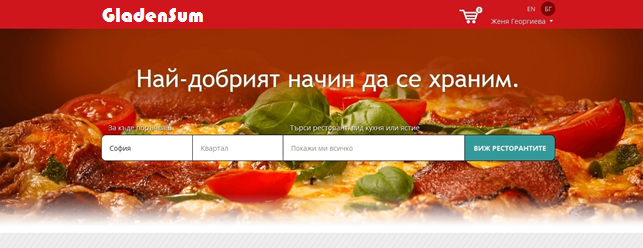 GladenSum
0
EN БГ
Женя Георгиева
Най-добрият начин да се храним.
За къде поръчваш?
Търси ресторант, вид кухня или ястие
София
Квартал
Покажи ми всичко
ВИЖ РЕСТОРАНТИТЕ